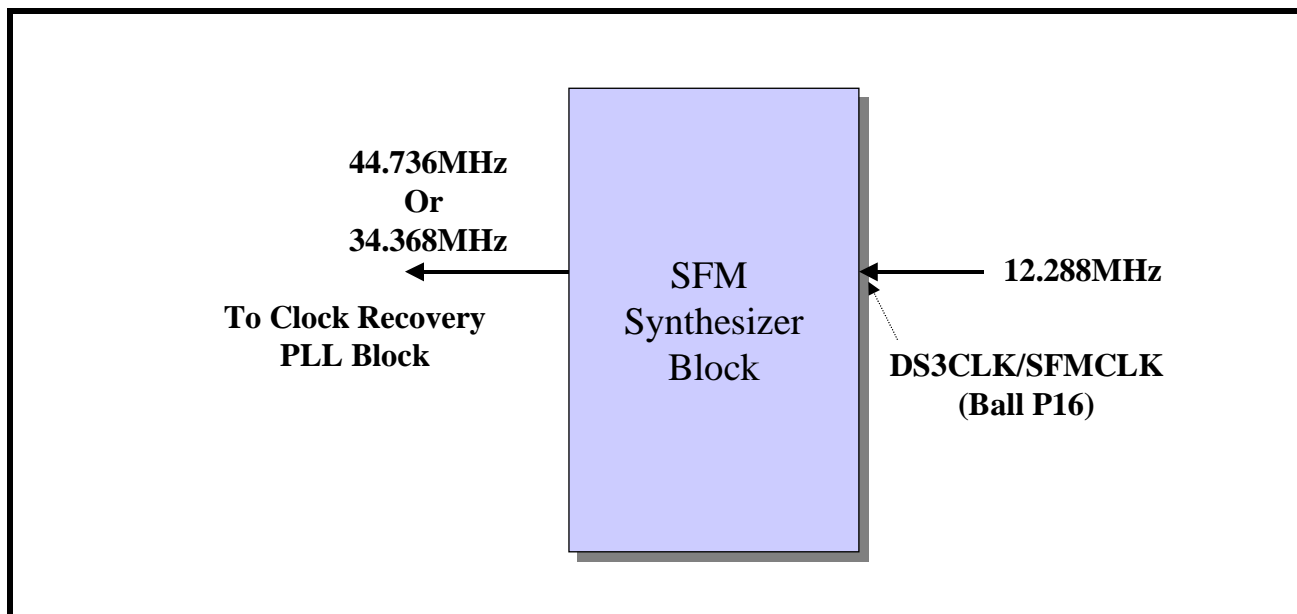 44.736MHz
Or
34.368MHz
To Clock Recovery
PLL Block
SFM
Synthesizer
Block
12.288MHz
DS3CLK/SFMCLK
(Ball P16)